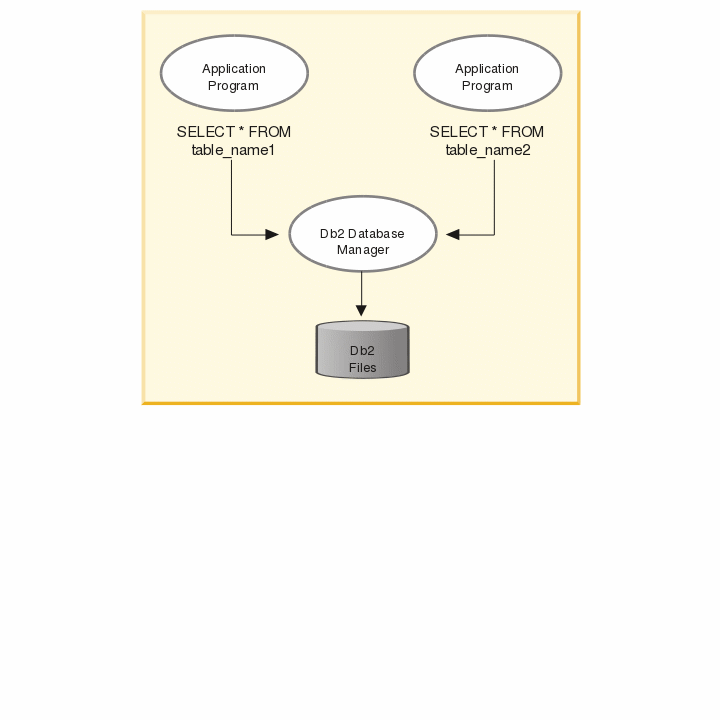 Application
Program
Application
Program
SELECT * FROM
table_name1
SELECT * FROM
table_name2
Db2 Database
Manager
Db2
Files